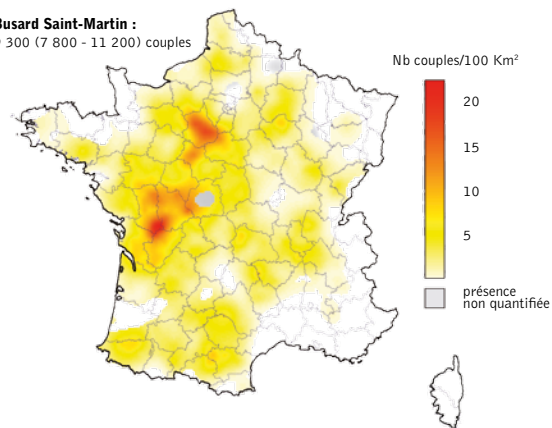 Busard Saint-Martin :
300 (7 800 - 11 200) couples
Nb couples/100 Km²
20
15
10
5
présence
non quantifiée